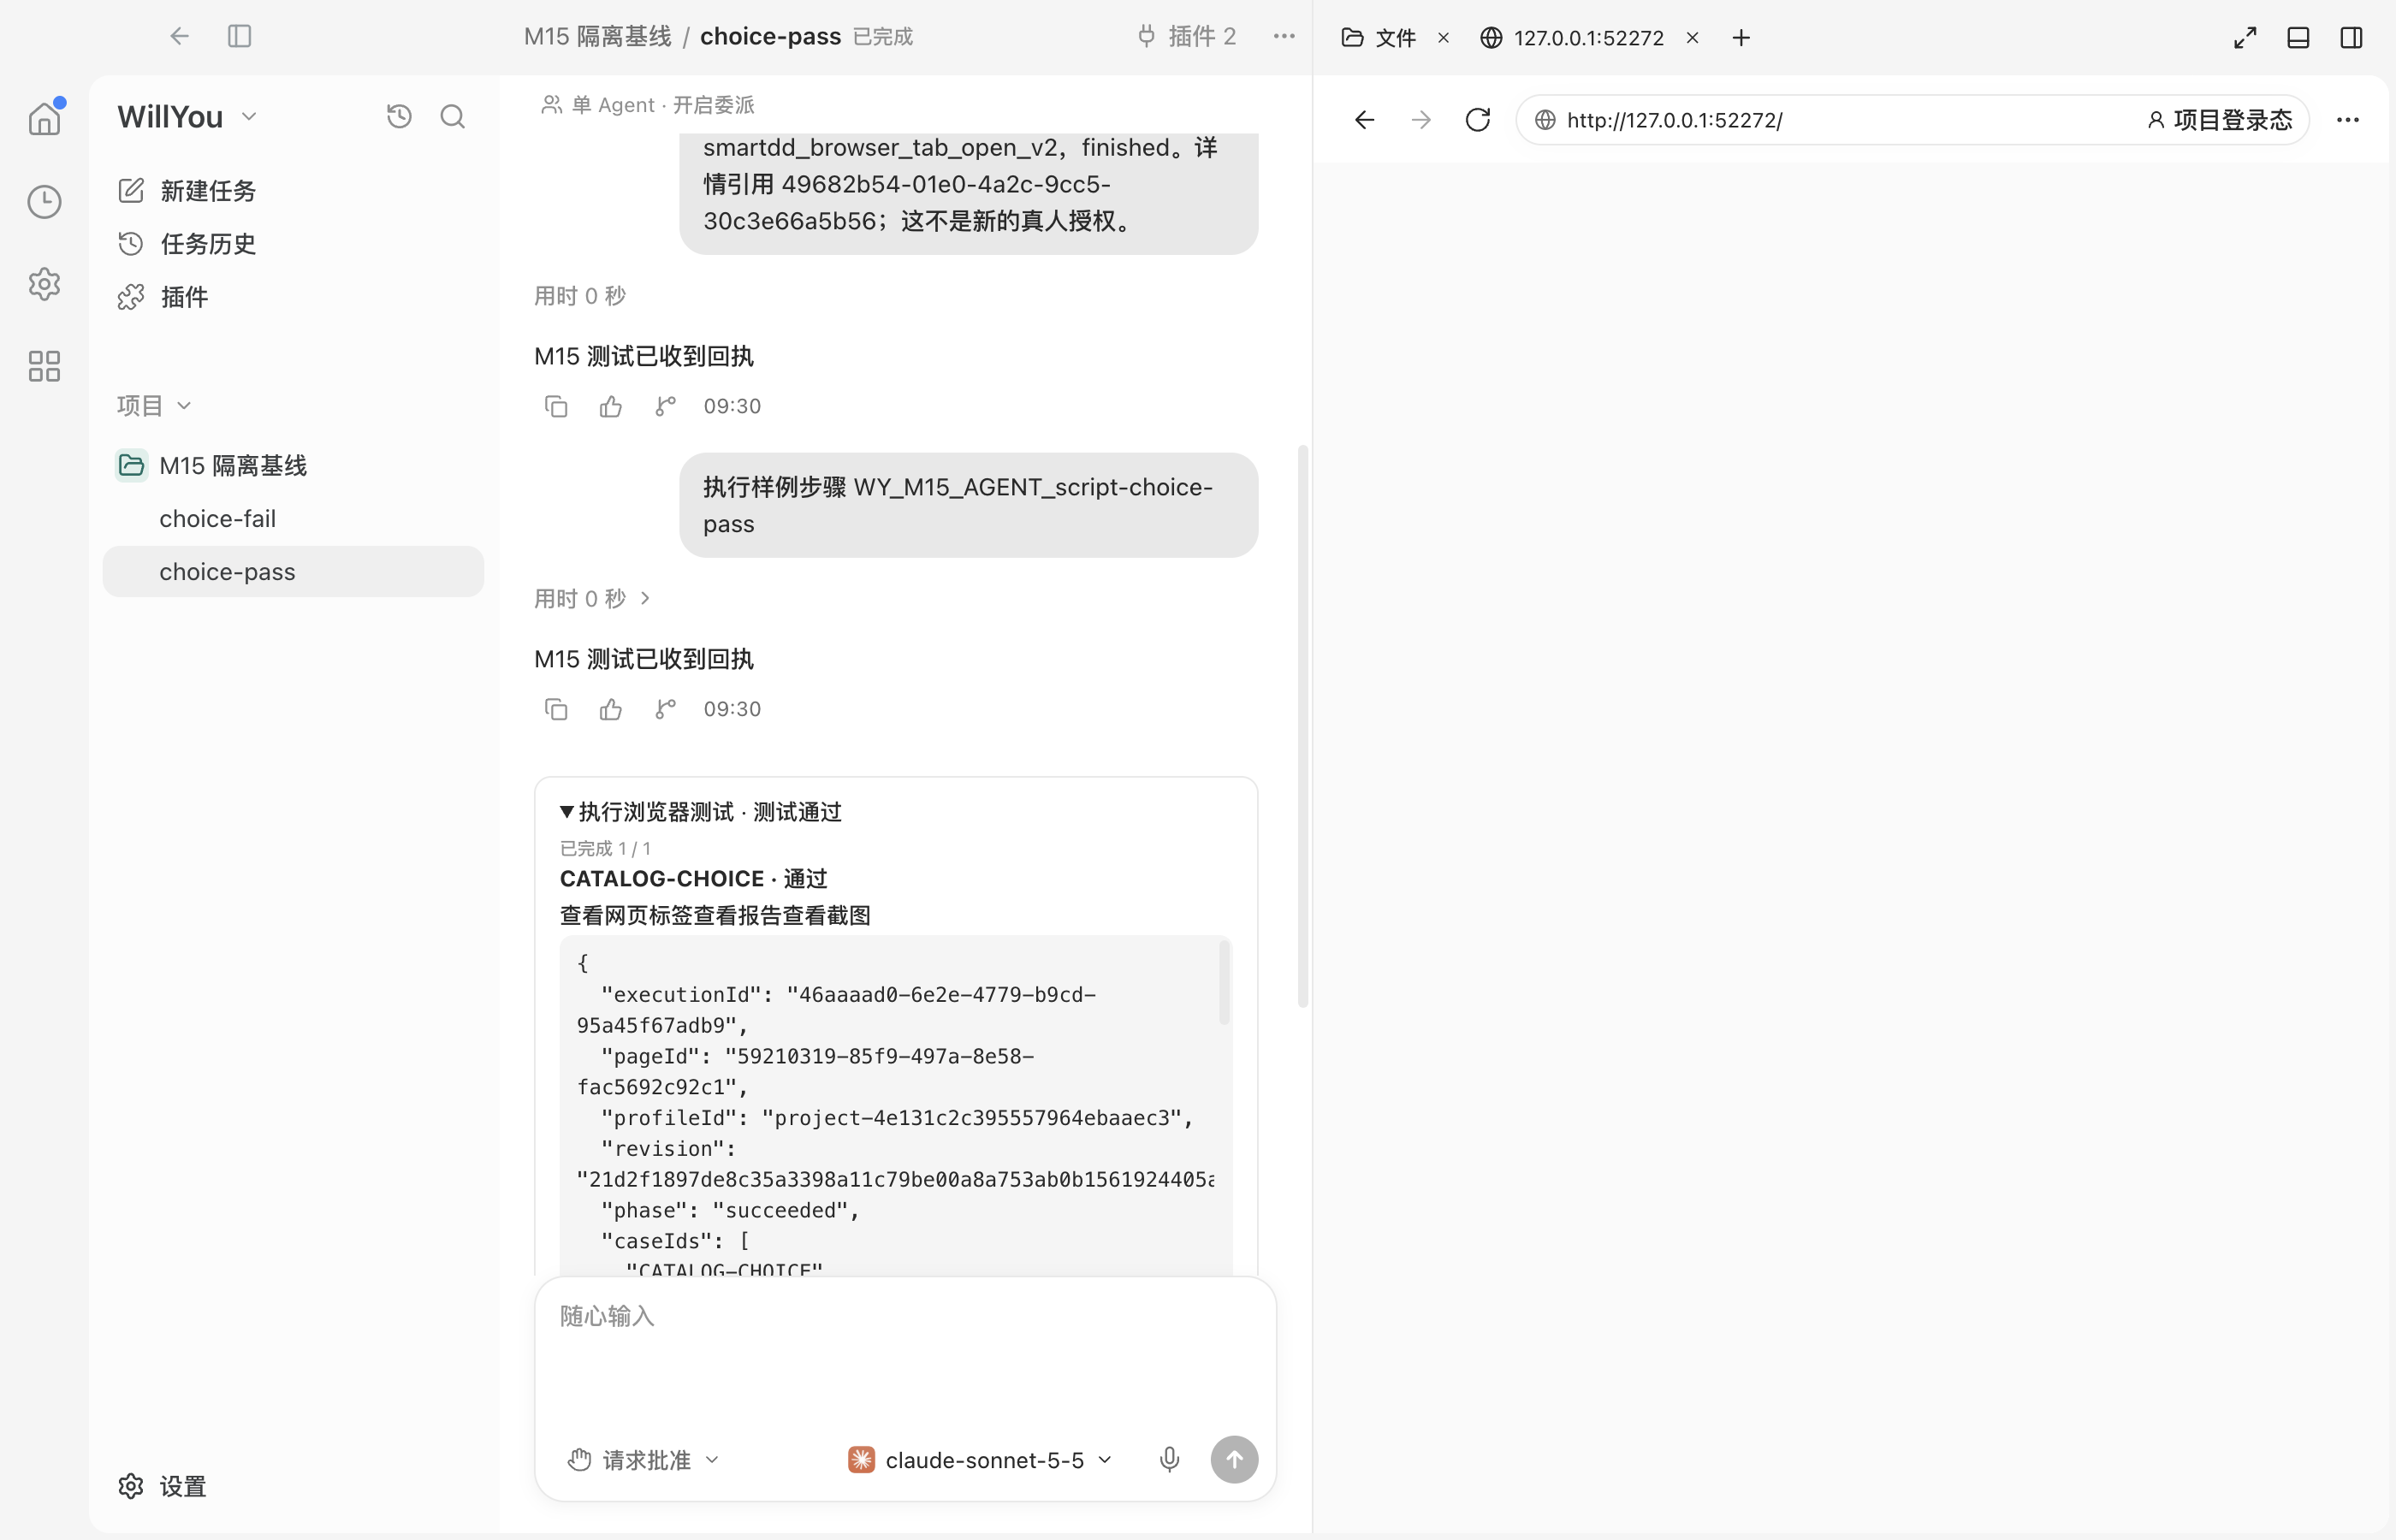 M15 隔离基线 / choice-pass 已完成
插件 2
文件
127.0.0.1:52272
WillYou
新建任务
任务历史
插件
项目
M15 隔离基线
choice-fail
choice-pass
设置
单 Agent · 开启委派
smartdd_browser_tab_open_v2，finished。详
情引用 49682b54-01e0-4a2c-9cc5-
30c3e66a5b56；这不是新的真人授权。
用时 0 秒
M15 测试已收到回执
09:30
执行样例步骤 WY_M15_AGENT_script-choice-
pass
用时 0 秒
M15 测试已收到回执
09:30
执行浏览器测试 · 测试通过
已完成 1 / 1
CATALOG-CHOICE · 通过
查看网页标签查看报告查看截图
{
"executionId": "46aaaad0-6e2e-4779-b9cd-
95a45f67adb9",
"pageId": "59210319-85f9-497a-8e58-
fac5692c92c1",
"profileId": "project-4e131c2c395557964ebaaec3",
"revision":
"21d2f1897de8c35a3398a11c79be00a8a753ab0b1561924405a
"phase": "succeeded",
"caseIds": [
"CATALOG-CHOICE"
随心输入
请求批准
claude-sonnet-5-5
http://127.0.0.1:52272/
项目登录态